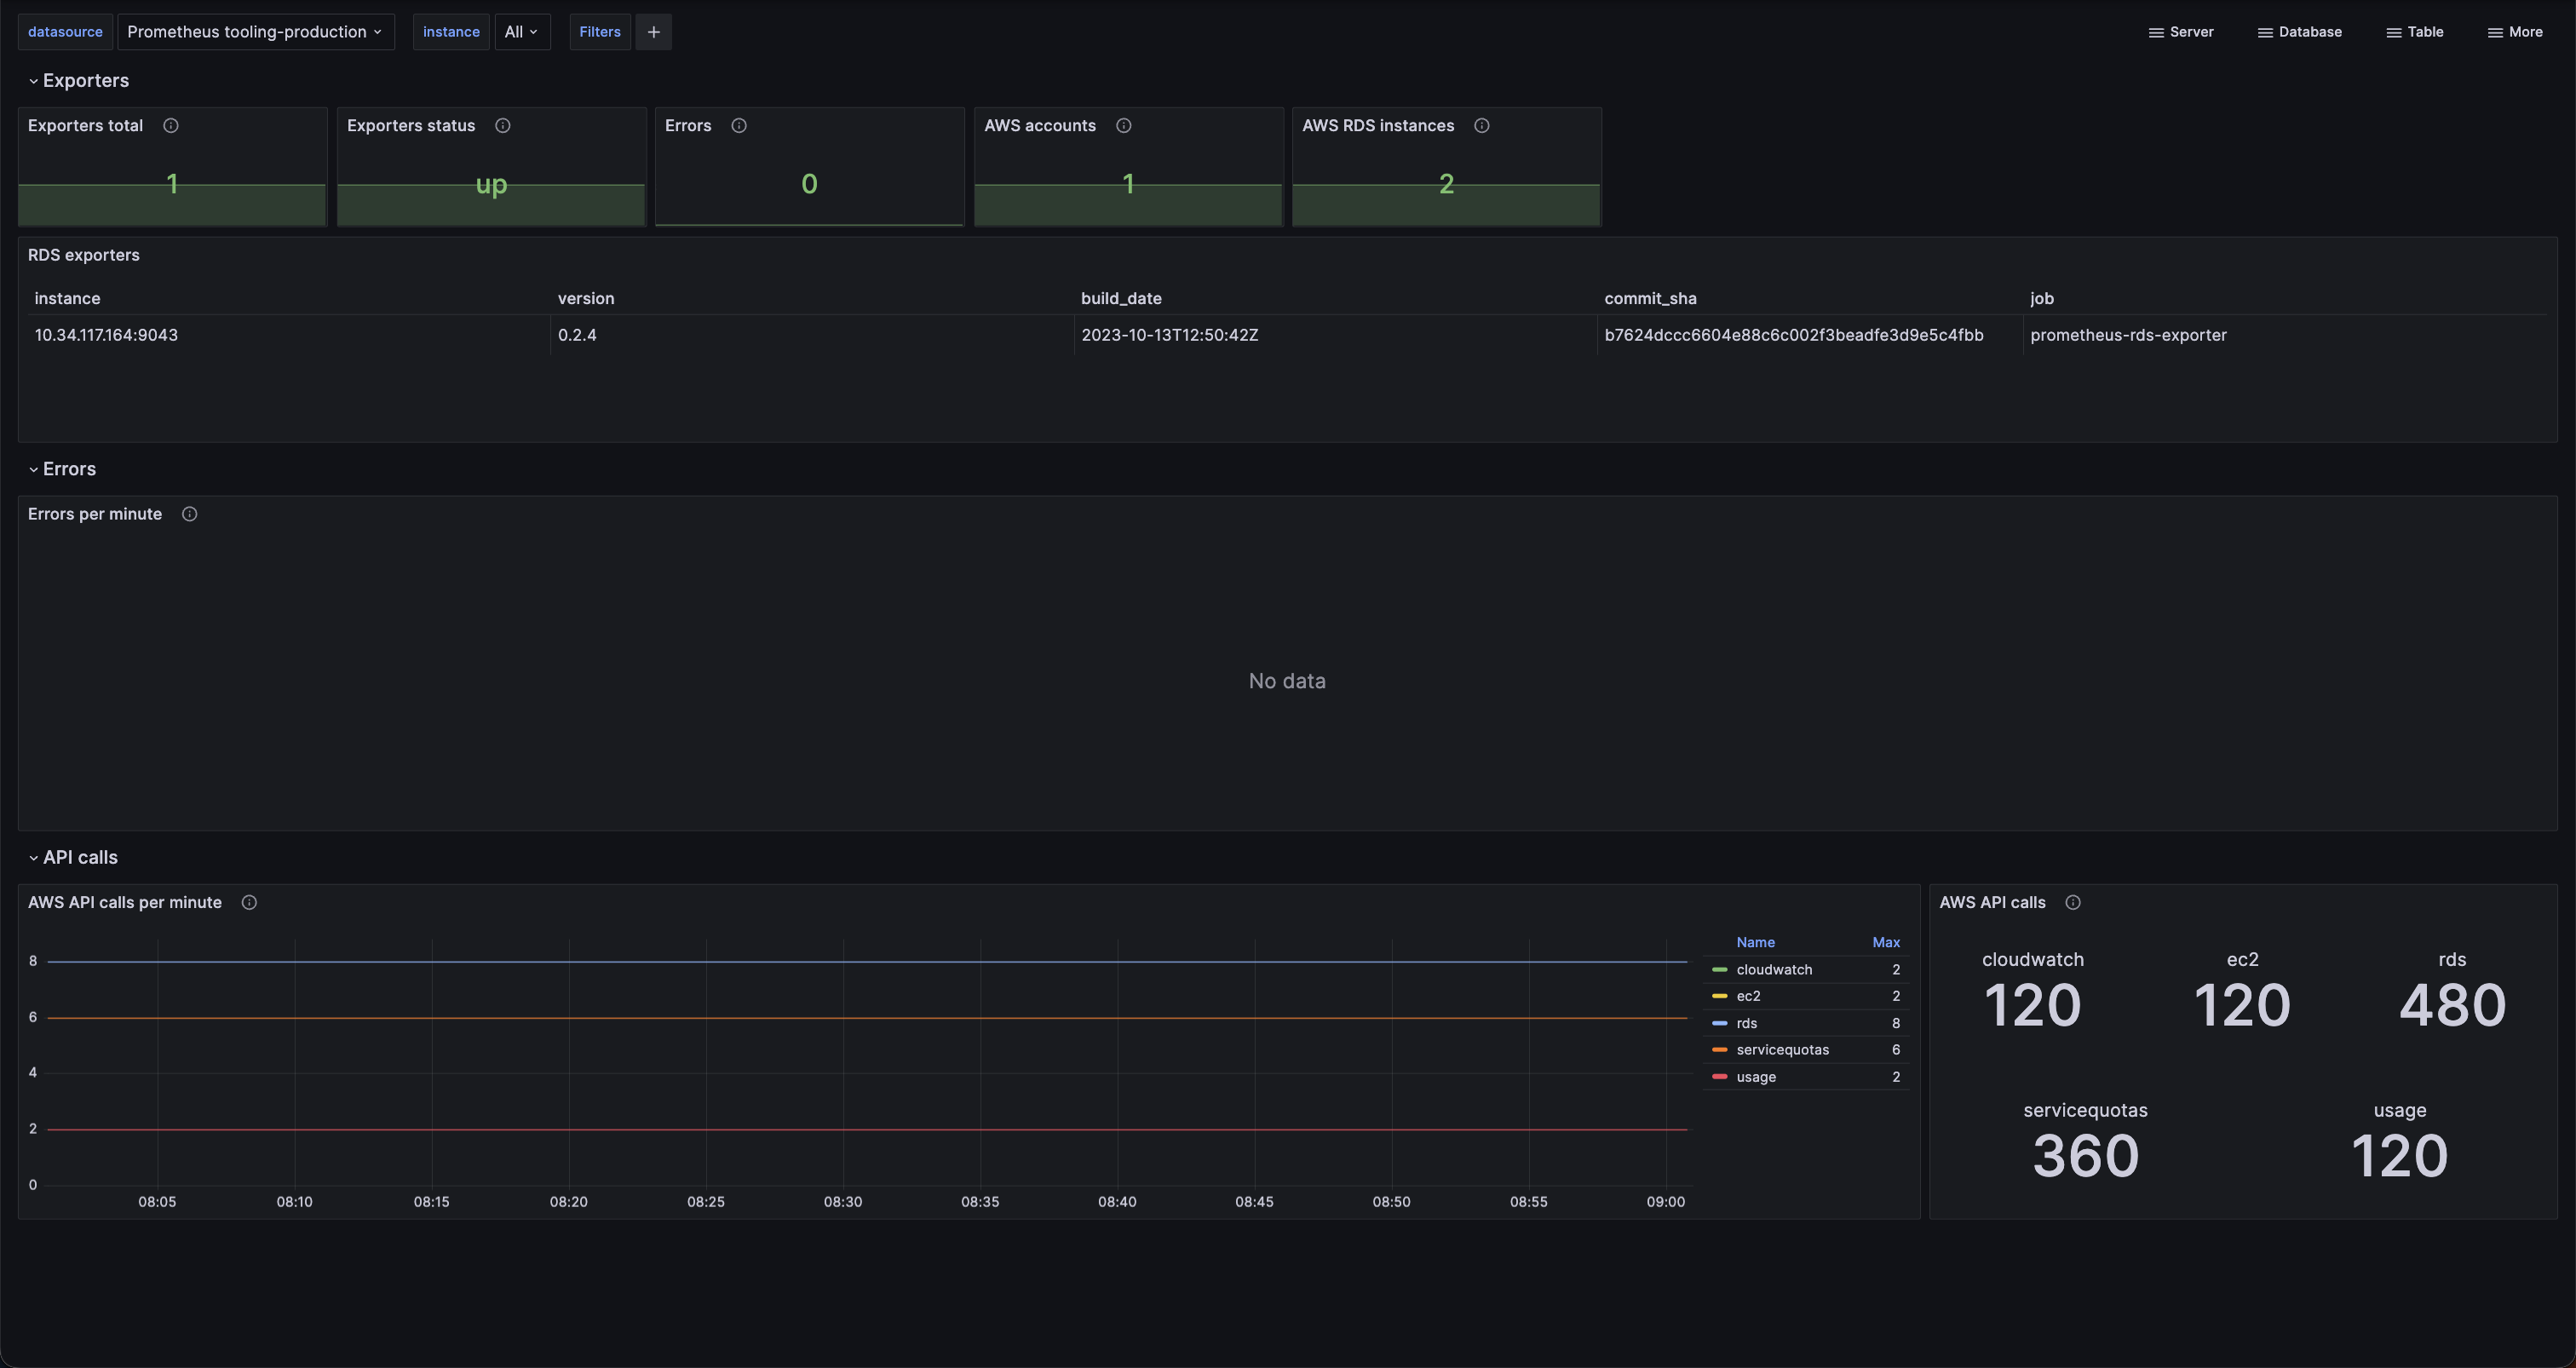 datasource Prometheus tooling-production instance All Filters + Server Database Table More
Exporters
Exporters total Exporters status Errors AWS accounts AWS RDS instances
1 up 0 1 2
RDS exporters
instance version build_date commit_sha job
10.34.117.164:9043 0.2.4 2023-10-13T12:50:42Z b7624dccc6604e88c6c002f3beadfe3d9e5c4fbb prometheus-rds-exporter
Errors
Errors per minute
No data
API calls
AWS API calls per minute
8
6
4
2
0
08:05 08:10 08:15 08:20 08:25 08:30 08:35 08:40 08:45 08:50 08:55 09:00
Name Max
cloudwatch 2
ec2 2
rds 8
servicequotas 6
usage 2
AWS API calls
cloudwatch ec2 rds
120 120 480
servicequotas usage
360 120